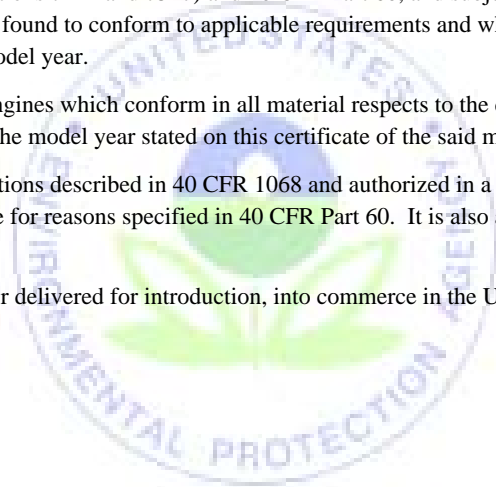 found to conform to applicable requirements and
odel year.
ngines which conform in all material respects to the
he model year stated on this certificate of the said
tions described in 40 CFR 1068 and authorized in a
e for reasons specified in 40 CFR Part 60. It is also
r delivered for introduction, into commerce in the U
UNITED STATES
ENVIRONMENTAL PROTECTION AGENCY